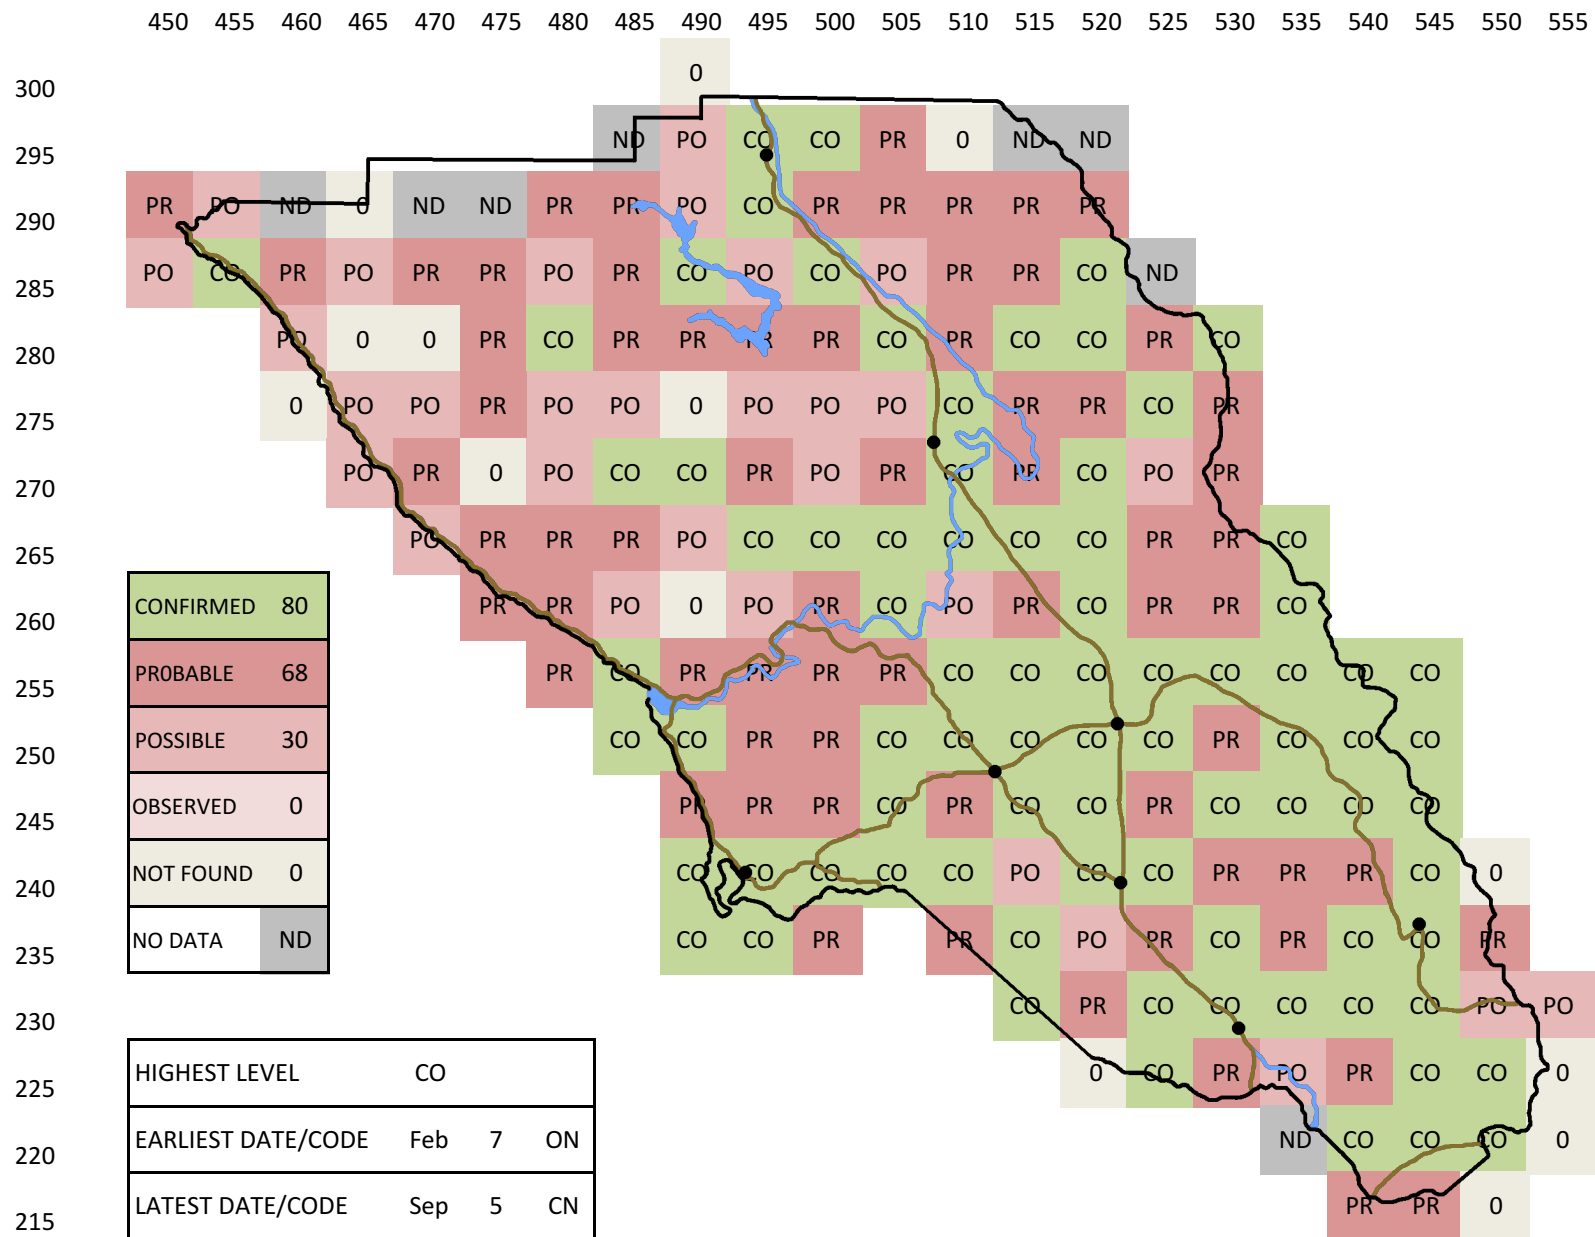 450 455 460 465 470 475 480 485 490 495 500 505 510 515 520 525 530 535 540 545 550 555
0
300
ND PO CO CO PR 0 ND ND
295
PR PO ND 0 ND ND PR PR PO CO PR PR PR PR PR
290
PO CO PR PO PR PR PO PR CO PO CO PO PR PR CO ND
285
PO 0 0 PR CO PR PR PR PR CO PR CO CO PR CO
280
0 PO PO PR PO PO 0 PO PO PO CO PR PR CO PR
275
PO PR 0 PO CO CO PR PO PR CO PR CO PO PR
270
PO PR PR PR PO CO CO CO CO CO CO PR PR CO
265
PR PR PO 0 PO PR CO PO PR CO PR PR CO
260
PR CO PR PR PR PR CO CO CO CO CO CO CO CO
255
CO CO PR PR CO CO CO CO CO PR CO CO CO
250
PR PR PR CO PR CO CO PR CO CO CO CO
245
CO CO CO CO CO PO CO CO PR PR PR CO 0
240
CO CO PR PR CO PO PR CO PR CO CO PR
235
CO PR CO CO CO CO CO PO PO
230
0 CO PR PO PR CO CO 0
225
ND CO CO CO 0
220
PR PR 0
215
CONFIRMED 80
PR0BABLE 68
POSSIBLE 30
OBSERVED 0
NOT FOUND 0
NO DATA ND
HIGHEST LEVEL CO
EARLIEST DATE/CODE Feb 7 ON
LATEST DATE/CODE Sep 5 CN